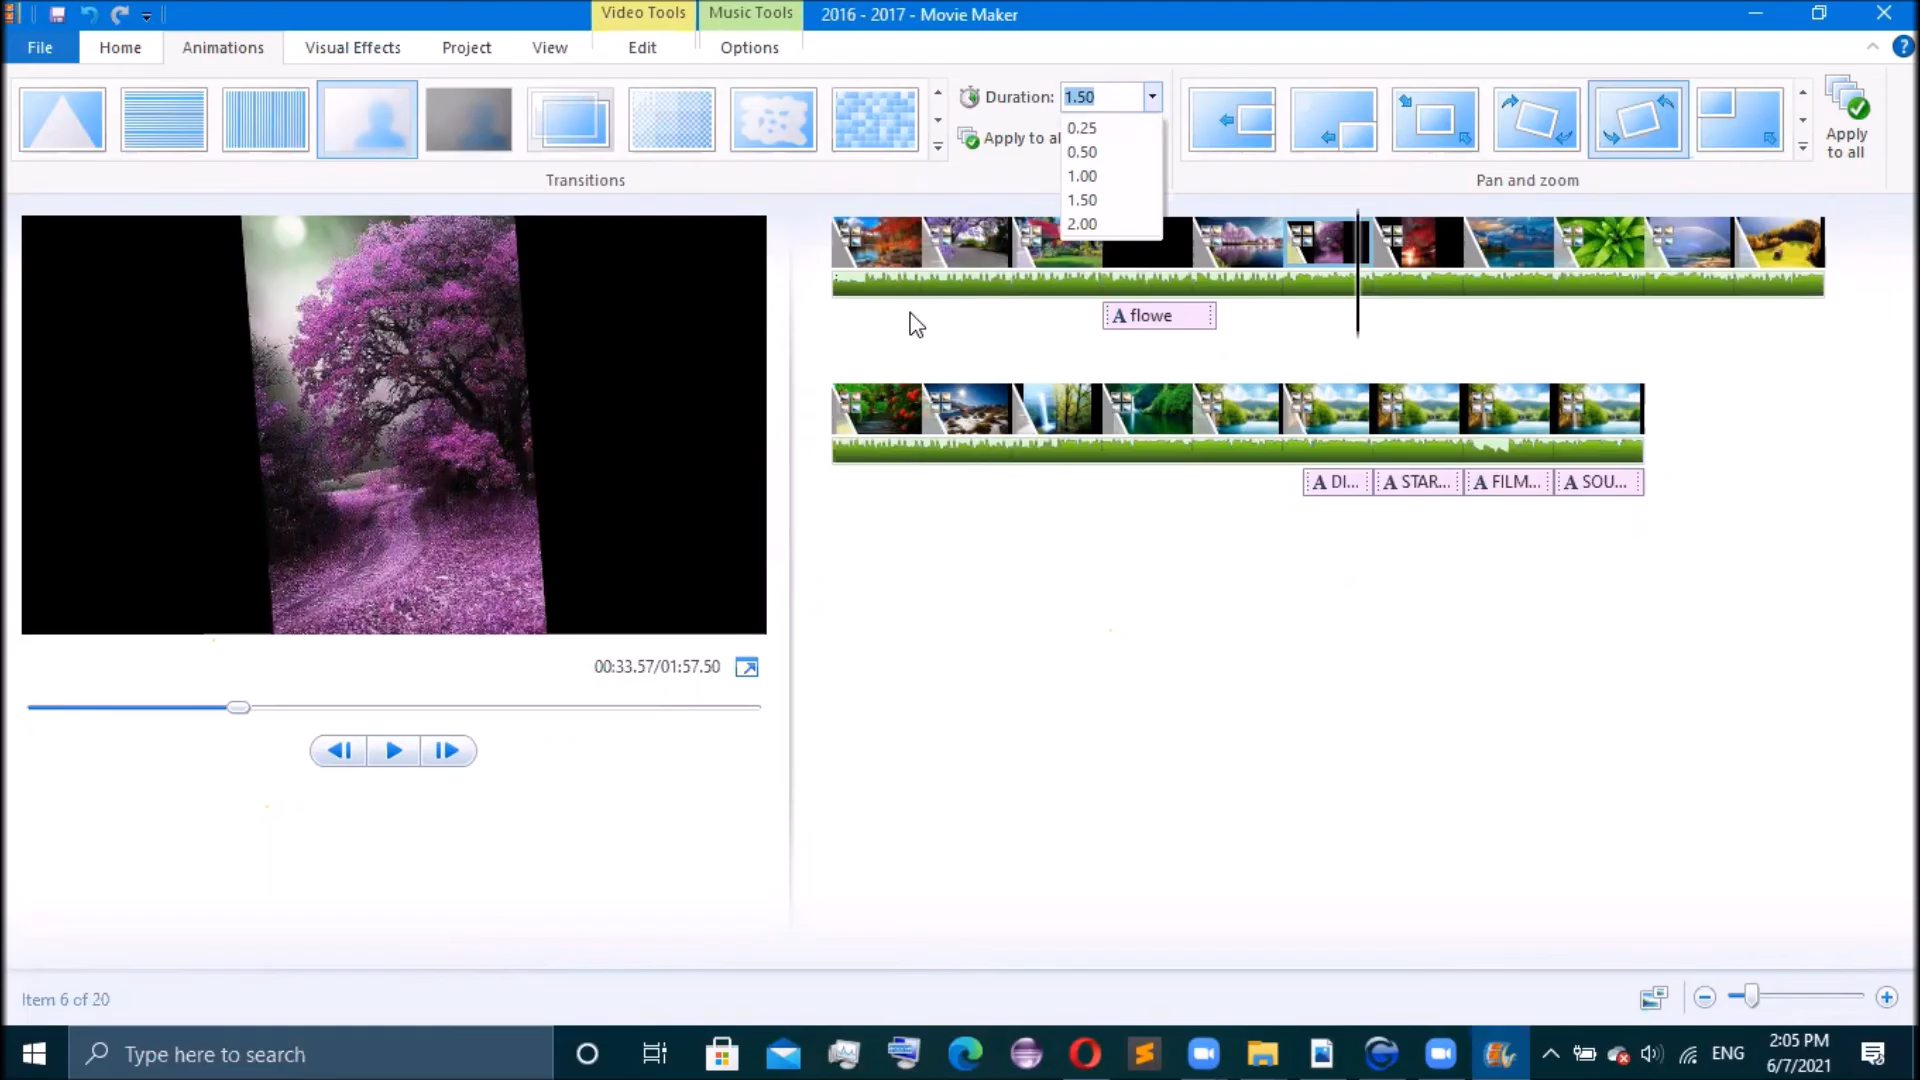 Video Tools
Music Tools
2016 - 2017 - Movie Maker
File
Home
Animations
Visual Effects
Project
View
Edit
Options
Duration: 1.50
Apply to al
0.25
0.50
1.00
1.50
2.00
Apply
to all
Transitions
Pan and zoom
A flowe
A DI...
A STAR...
A FILM...
A SOU...
00:33.57/01:57.50
Item 6 of 20
Type here to search
ENG
2:05 PM
6/7/2021